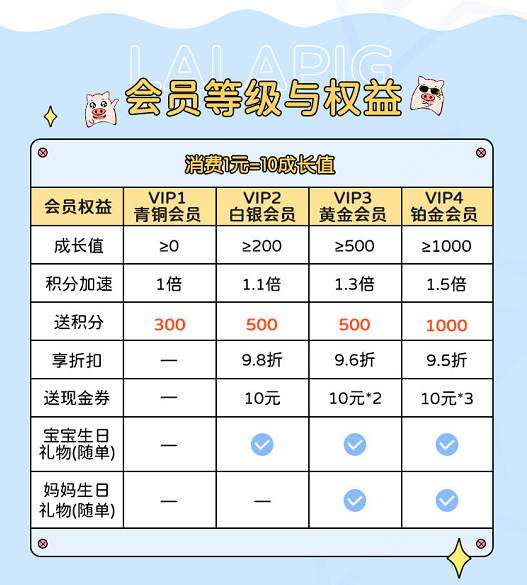 LALAPIG
会员等级与权益
消费1元=10成长值
会员权益 VIP1 青铜会员 VIP2 白银会员 VIP3 黄金会员 VIP4 铂金会员
成长值 ≥0 ≥200 ≥500 ≥1000
积分加速 1倍 1.1倍 1.3倍 1.5倍
送积分 300 500 500 1000
享折扣 — 9.8折 9.6折 9.5折
送现金券 — 10元 10元*2 10元*3
宝宝生日
礼物(随单) —
妈妈生日
礼物(随单) — —